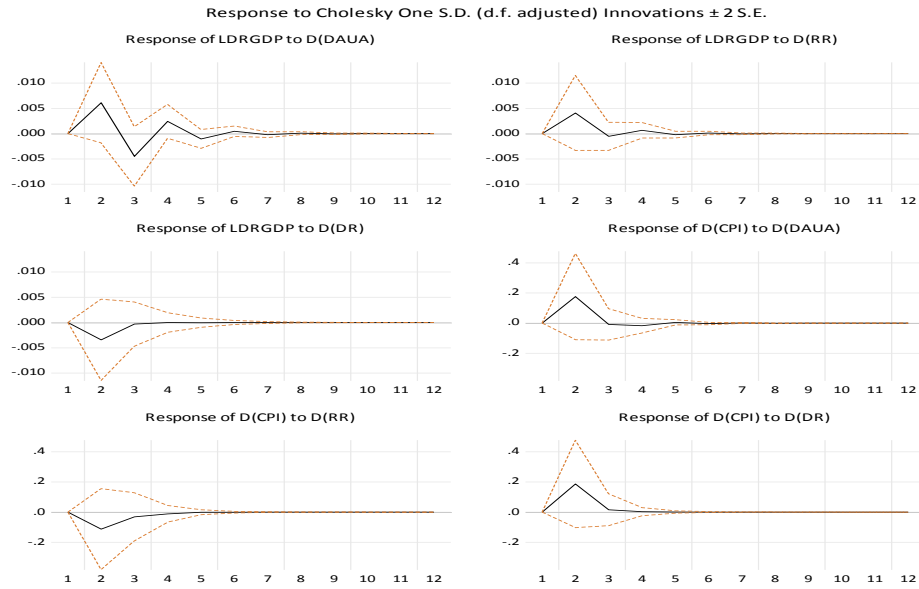 Response to Cholesky One S.D. (d.f. adjusted) Innovations ± 2 S.E.
Response of LDRGDP to D(DAUA)
.010
.005
.000
-.005
-.010
1 2 3 4 5 6 7 8 9 10 11 12
Response of LDRGDP to D(RR)
.010
.005
.000
-.005
-.010
1 2 3 4 5 6 7 8 9 10 11 12
Response of LDRGDP to D(DR)
.010
.005
.000
-.005
-.010
1 2 3 4 5 6 7 8 9 10 11 12
Response of D(CPI) to D(DAUA)
.4
.2
.0
-.2
1 2 3 4 5 6 7 8 9 10 11 12
Response of D(CPI) to D(RR)
.4
.2
.0
-.2
1 2 3 4 5 6 7 8 9 10 11 12
Response of D(CPI) to D(DR)
.4
.2
.0
-.2
1 2 3 4 5 6 7 8 9 10 11 12